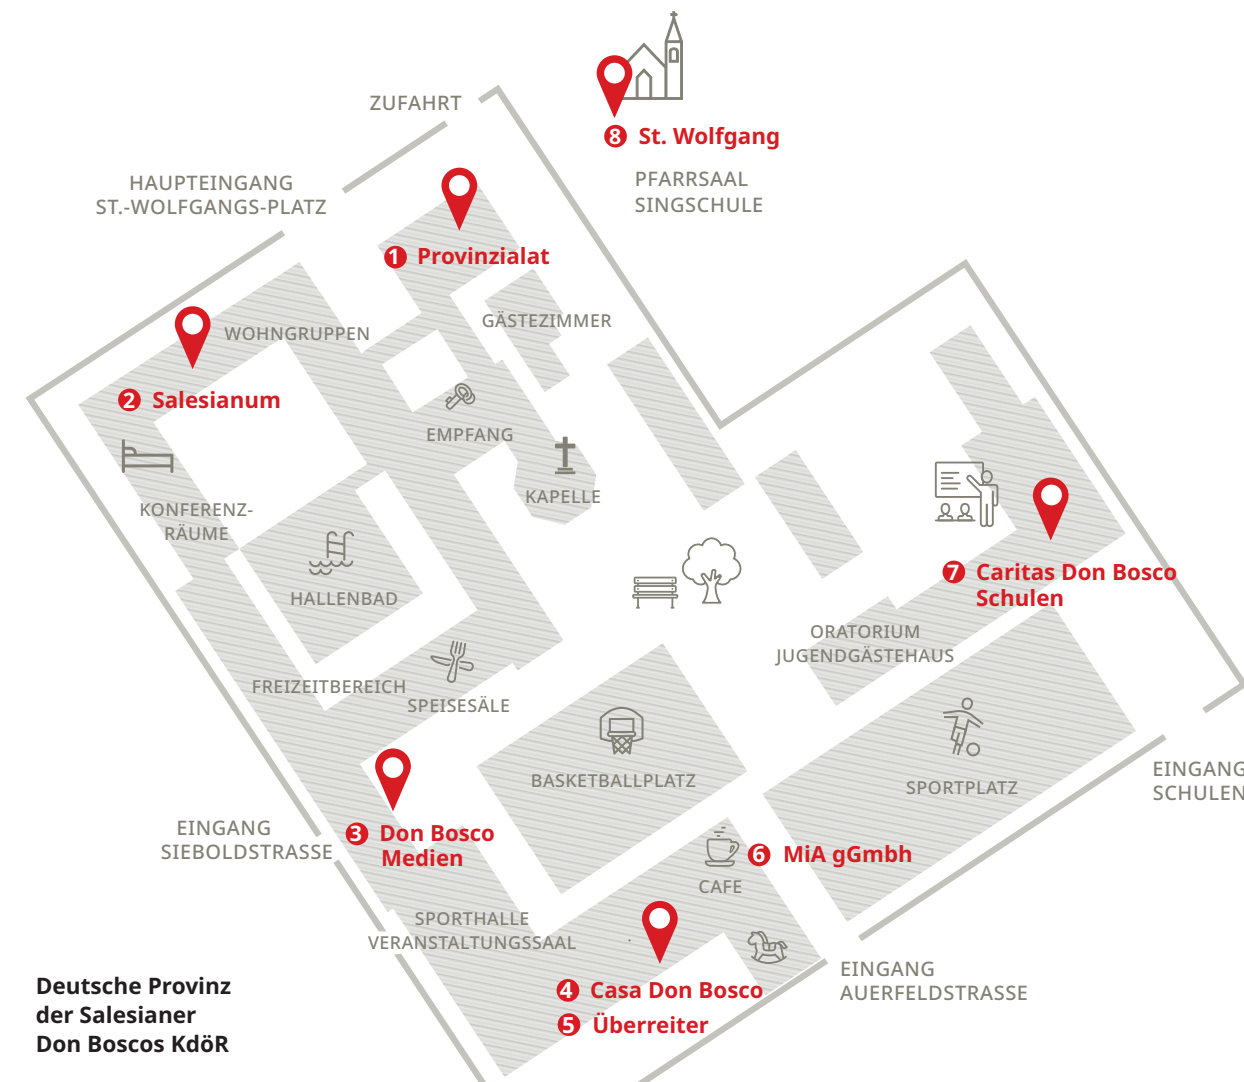 ZUFAHRT
8 St. Wolfgang
PFARRSAAL
SINGSCHULE
HAUPTEINGANG
ST.-WOLFGANGS-PLATZ
1 Provinzialat
GÄSTEZIMMER
WOHNGRUPPEN
2 Salesianum
EMPFANG
KAPELLE
KONFERENZ-
RÄUME
HALLENBAD
7 Caritas Don Bosco
Schulen
ORATORIUM
JUGENDGÄSTEHAUS
FREIZEITBEREICH
SPEISESÄLE
BASKETBALLPLATZ
SPORTPLATZ
EINGANG
SCHULEN
EINGANG
SIEBOLDSTRASSE
3 Don Bosco
Medien
6 MiA gGmbh
CAFE
SPORTHALLE
VERANSTALTUNGSSAAL
4 Casa Don Bosco
5 Überreiter
EINGANG
AUERFELDSTRASSE
Deutsche Provinz
der Salesianer
Don Boscos KdöR